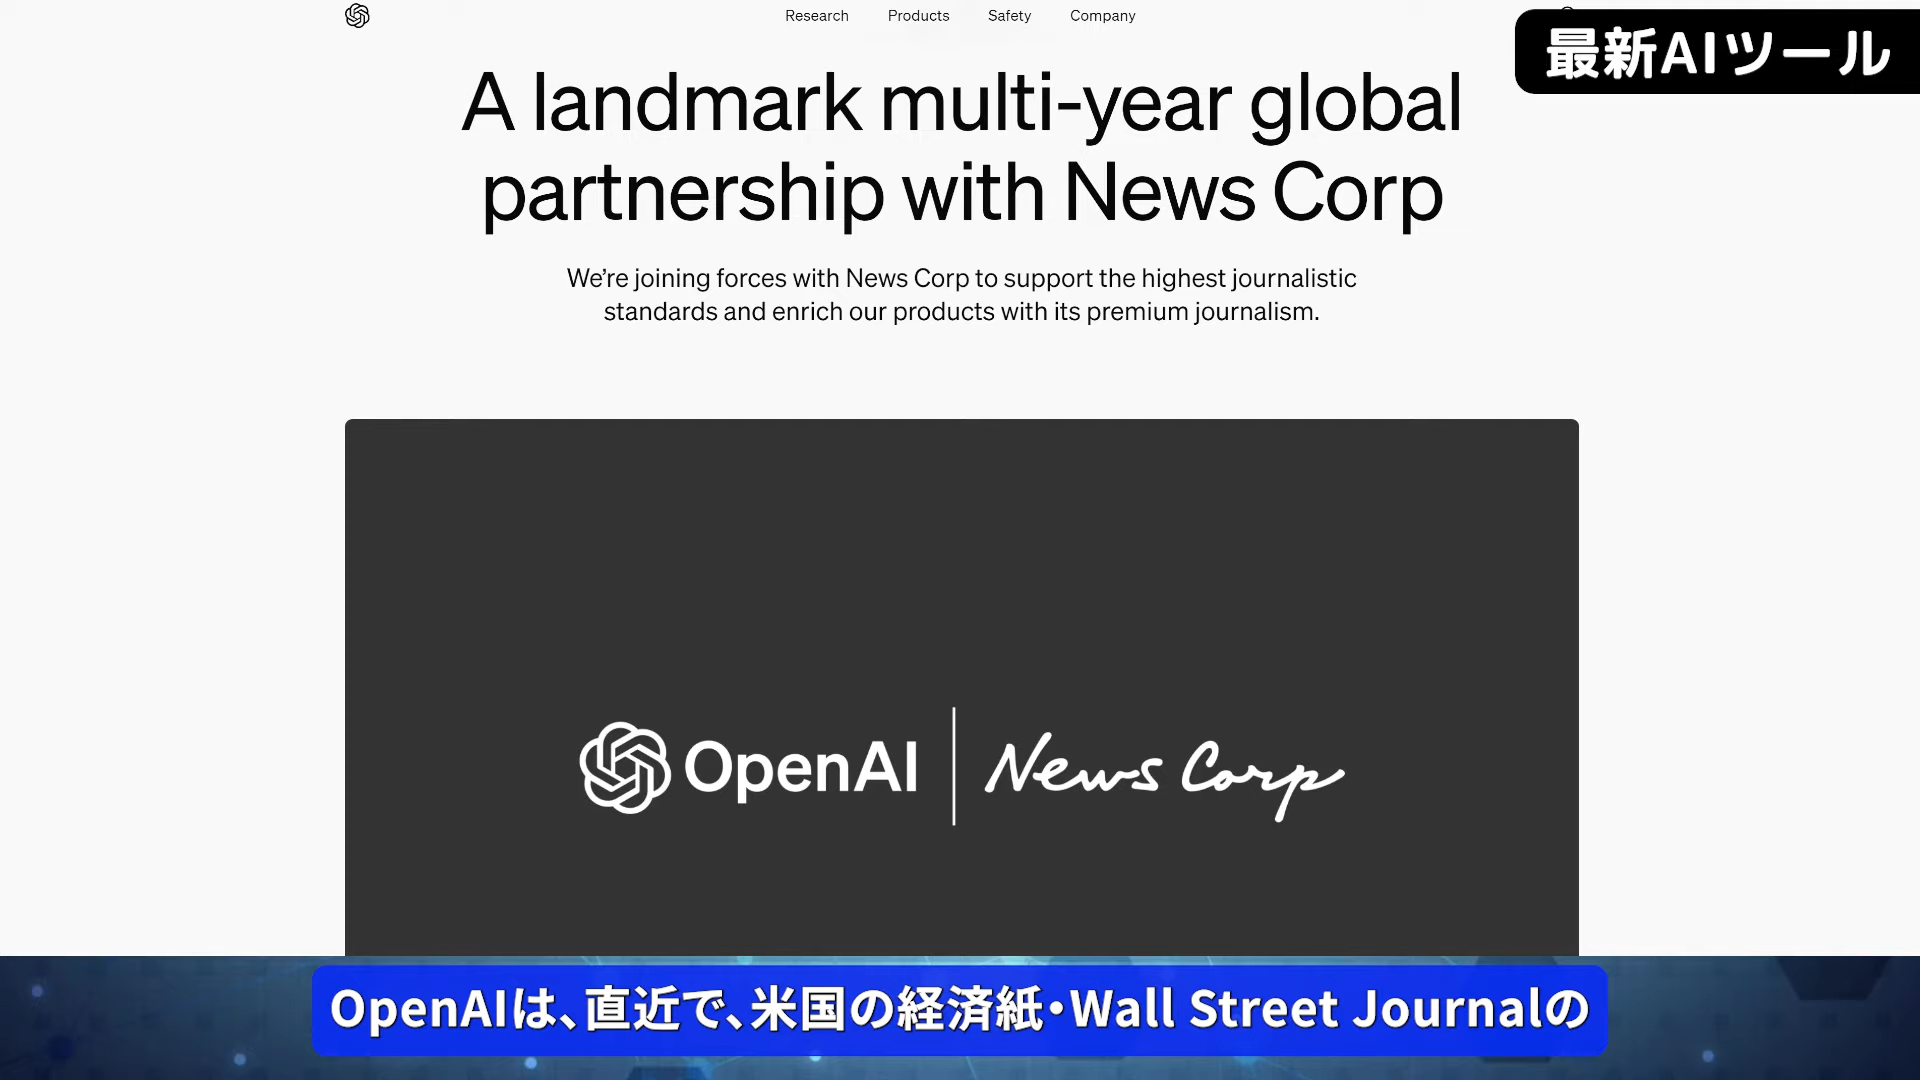 Research Products Safety Company
最新AIツール
A landmark multi-year global
partnership with News Corp
We're joining forces with News Corp to support the highest journalistic
standards and enrich our products with its premium journalism.
OpenAI | News Corp
OpenAIは、直近で、米国の経済紙・Wall Street Journalの